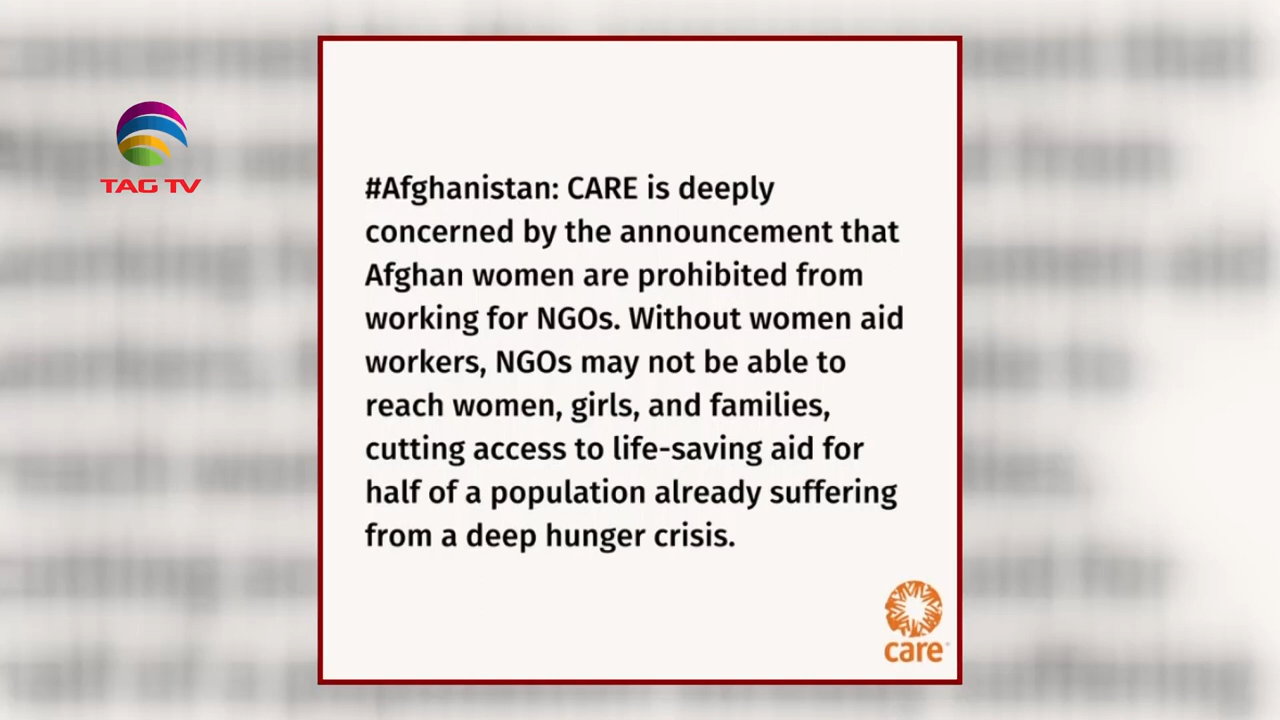 TAG TV
#Afghanistan: CARE is deeply
concerned by the announcement that
Afghan women are prohibited from
working for NGOs. Without women aid
workers, NGOs may not be able to
reach women, girls, and families,
cutting access to life-saving aid for
half of a population already suffering
from a deep hunger crisis.
care